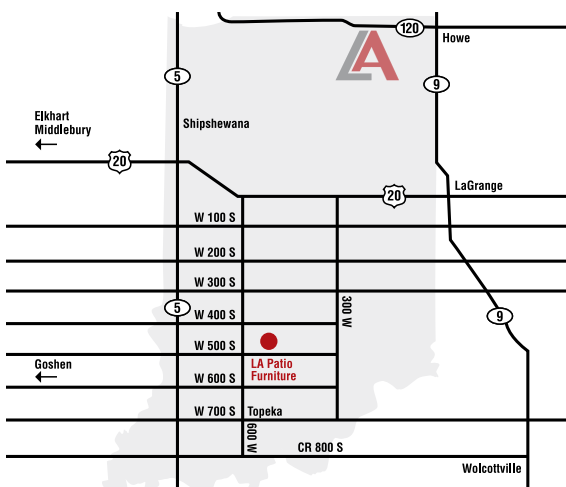 120
Howe
LA
5
9
Elkhart
Middlebury
Shipshewana
20
LaGrange
20
W 100 S
W 200 S
W 300 S
300 W
5
W 400 S
9
W 500 S
Goshen
LA Patio
Furniture
W 600 S
W 700 S
Topeka
600 W
CR 800 S
Wolcottville